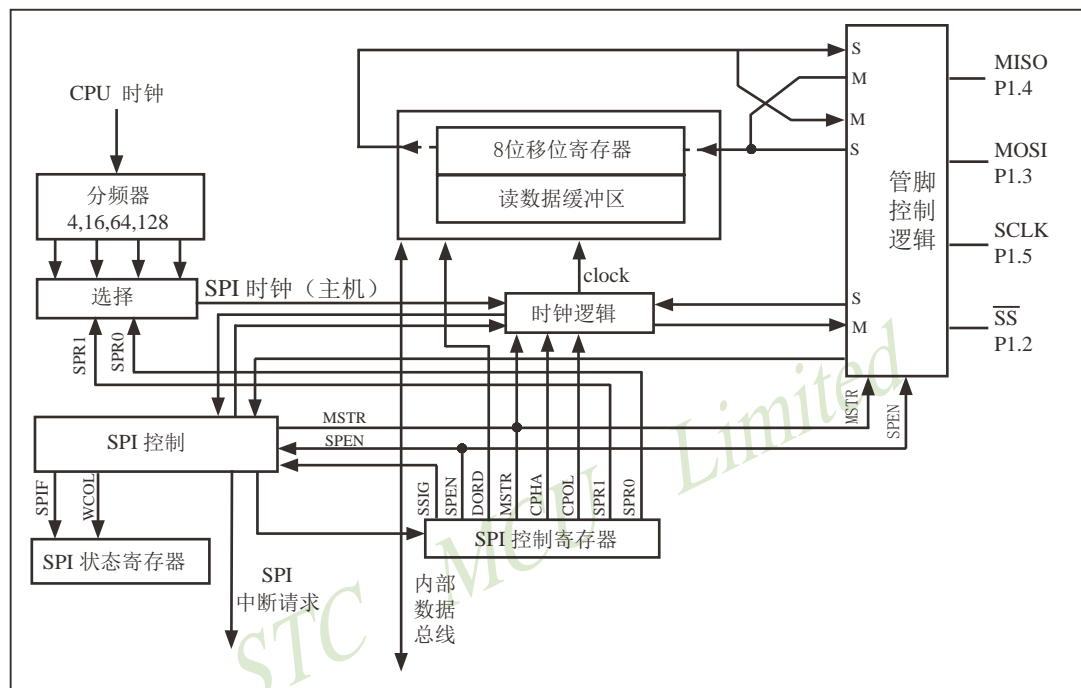 CPU 时钟
分频器
4,16,64,128
选择
SPR1
SPR0
SPI 时钟（主机）
8位移位寄存器
读数据缓冲区
clock
时钟逻辑
S
M
M
S
S
M
管脚
控制
逻辑
MISO
P1.4
MOSI
P1.3
SCLK
P1.5
SS
P1.2
MSTR
SPEN
SPI 控制
MSTR
SPEN
SPIF
WCOL
SSIG
SPEN
DORD
MSTR
CPHA
CPOL
SPR1
SPR0
SPI 控制寄存器
SPI 状态寄存器
SPI
中断请求
内部
数据
总线
STC MCU Limited